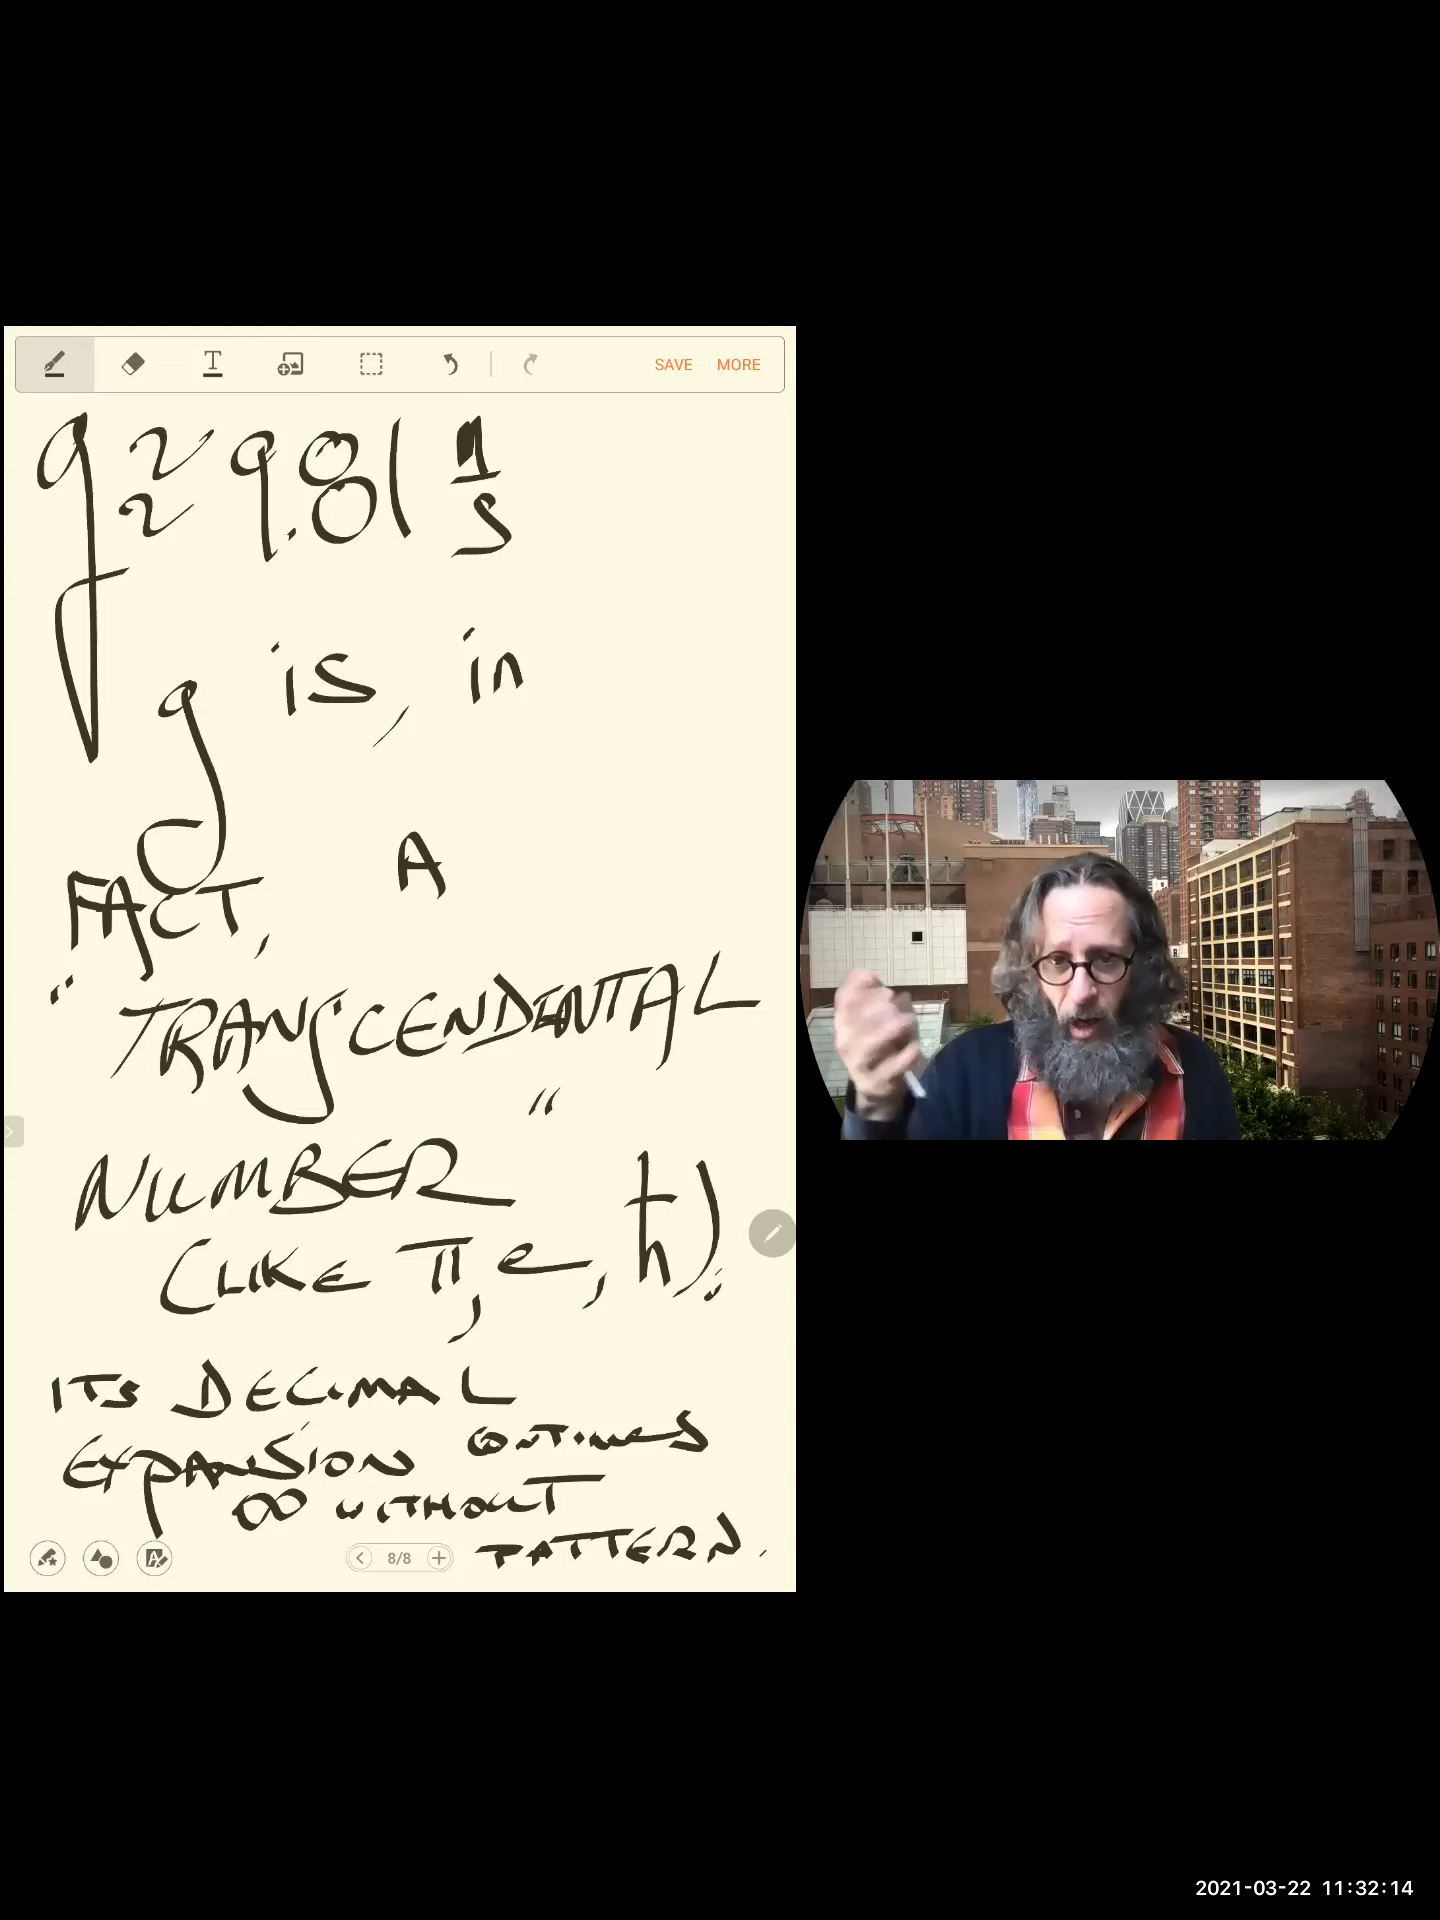 SAVE MORE
g ≈ 9.81 m/s
g is, in
FACT, A
"TRANSCENDENTAL
NUMBER"
(LIKE π, e, ħ).
ITS DECIMAL
EXPANSION CONTINUES
∞ WITHOUT
PATTERN.
8/8
2021-03-22 11:32:14